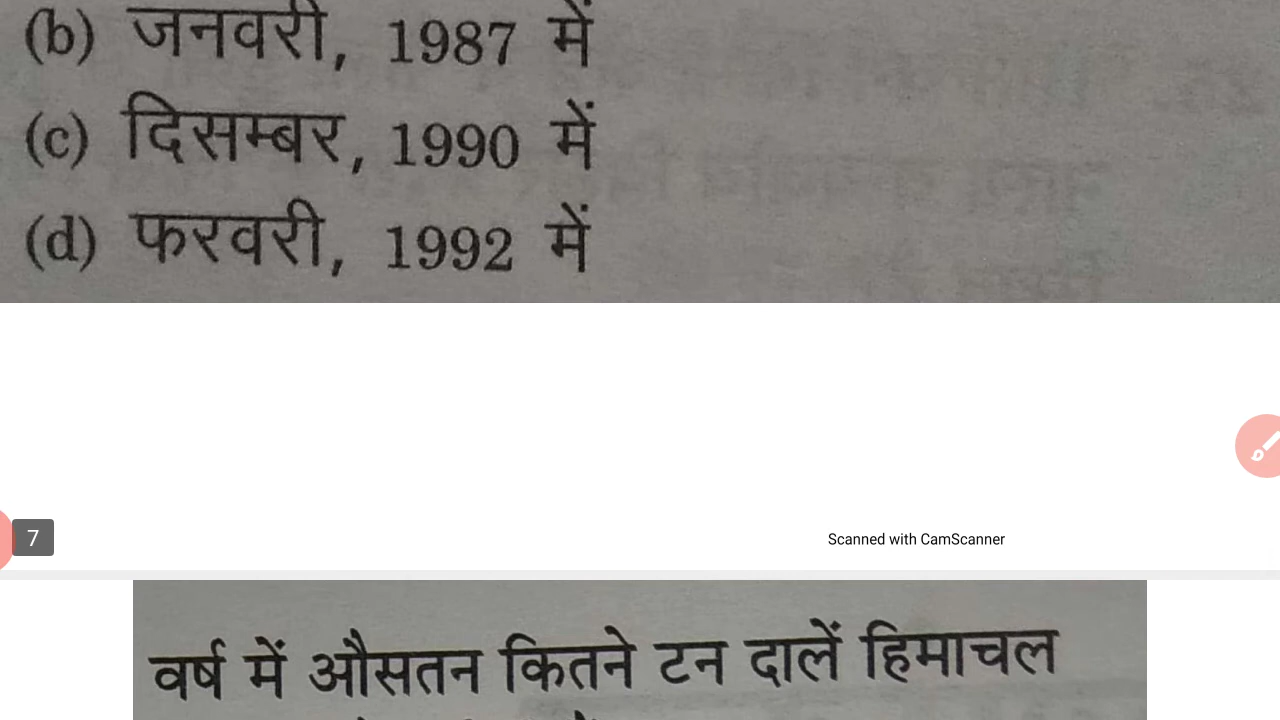 (b) जनवरी, 1987 में
(c) दिसम्बर, 1990 में
(d) फरवरी, 1992 में
7
Scanned with CamScanner
वर्ष में औसतन कितने टन दालें हिमाचल